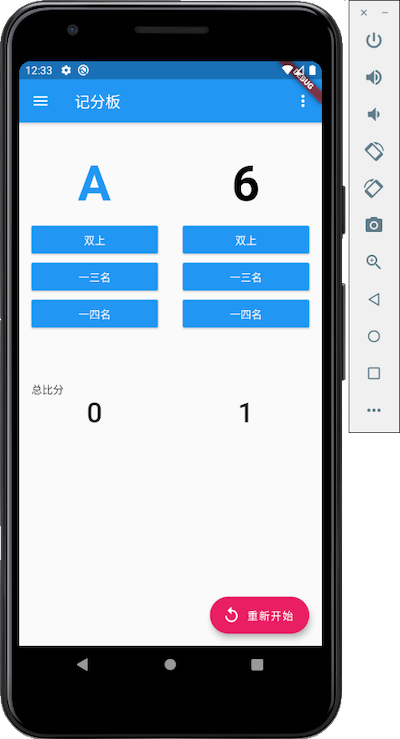 12:33
DEBUG
记分板
A 6
双上 双上
一三名 一三名
一四名 一四名
总比分
0 1
重新开始